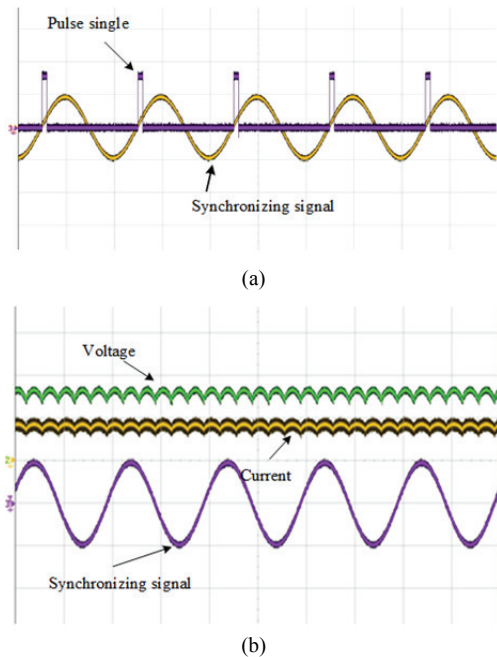 Pulse single
Synchronizing signal
(a)
Voltage
Current
Synchronizing signal
(b)